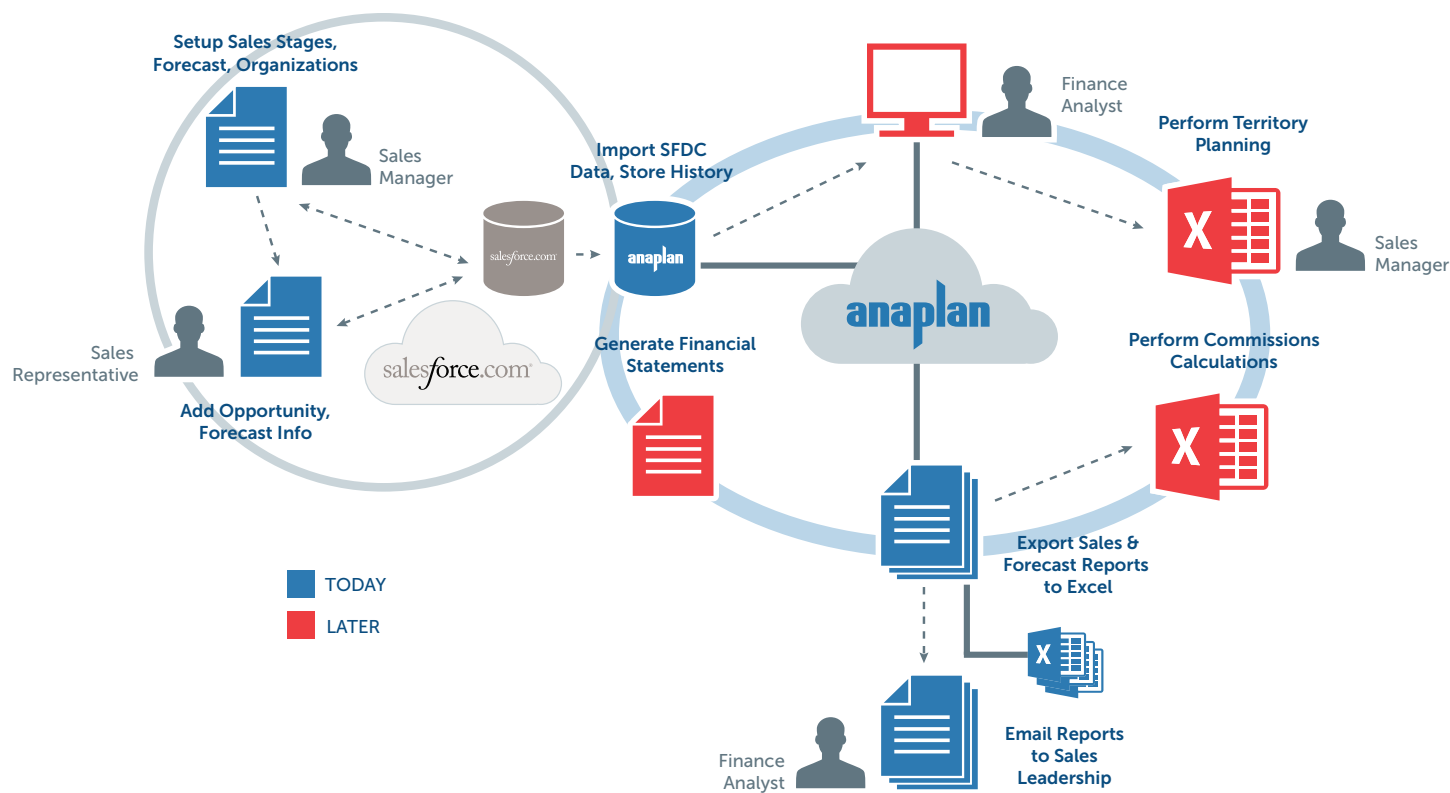 Setup Sales Stages,
Forecast, Organizations
Sales
Manager
Sales
Representative
Add Opportunity,
Forecast Info
salesforce.com
salesforce.com
Import SFDC
Data, Store History
anaplan
Generate Financial
Statements
Finance
Analyst
anaplan
Perform Territory
Planning
X
Sales
Manager
Perform Commissions
Calculations
X
Export Sales &
Forecast Reports
to Excel
X
Email Reports
to Sales
Leadership
Finance
Analyst
TODAY
LATER